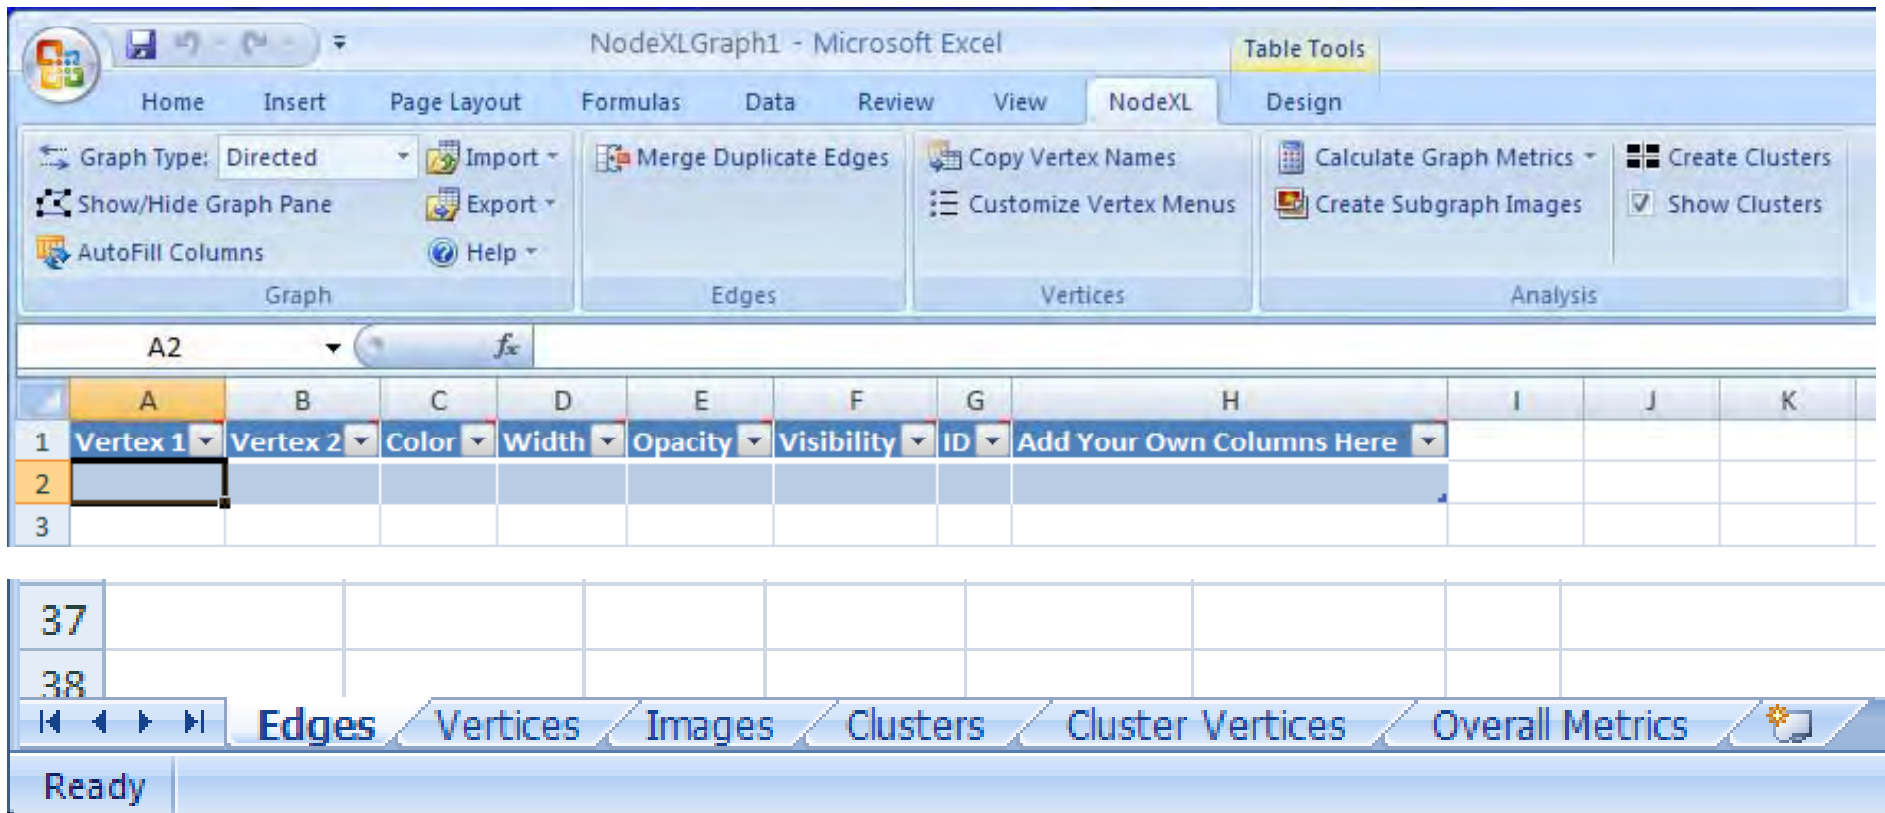 NodeXLGraph1 - Microsoft Excel Table Tools
Home Insert Page Layout Formulas Data Review View NodeXL Design
Graph Type: Directed Import Merge Duplicate Edges Copy Vertex Names Calculate Graph Metrics Create Clusters
Show/Hide Graph Pane Export Customize Vertex Menus Create Subgraph Images Show Clusters
AutoFill Columns Help
Graph Edges Vertices Analysis
A2 fx
A B C D E F G H I J K
1 Vertex 1 Vertex 2 Color Width Opacity Visibility ID Add Your Own Columns Here
2
3
37
38
Edges Vertices Images Clusters Cluster Vertices Overall Metrics
Ready